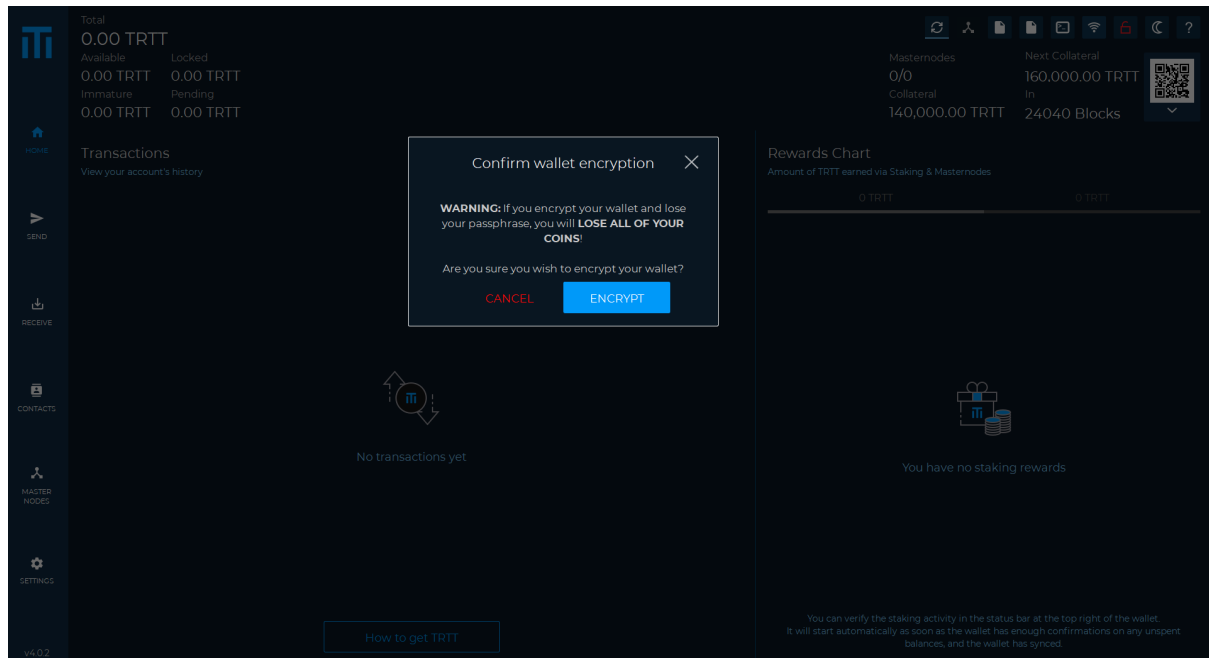 Total
0.00 TRTT
Available Locked
0.00 TRTT 0.00 TRTT
Immature Pending
0.00 TRTT 0.00 TRTT
?
Masternodes Next Collateral
0/0 160,000.00 TRTT
Collateral In
140,000.00 TRTT 24040 Blocks
HOME
SEND
RECEIVE
CONTACTS
MASTER
NODES
SETTINGS
v4.0.2
Transactions
View your account's history
No transactions yet
How to get TRTT
Confirm wallet encryption
WARNING: If you encrypt your wallet and lose
your passphrase, you will LOSE ALL OF YOUR
COINS!
Are you sure you wish to encrypt your wallet?
CANCEL ENCRYPT
Rewards Chart
Amount of TRTT earned via Staking & Masternodes
0 TRTT 0 TRTT
You have no staking rewards
You can verify the staking activity in the status bar at the top right of the wallet.
It will start automatically as soon as the wallet has enough confirmations on any unspent
balances, and the wallet has synced.